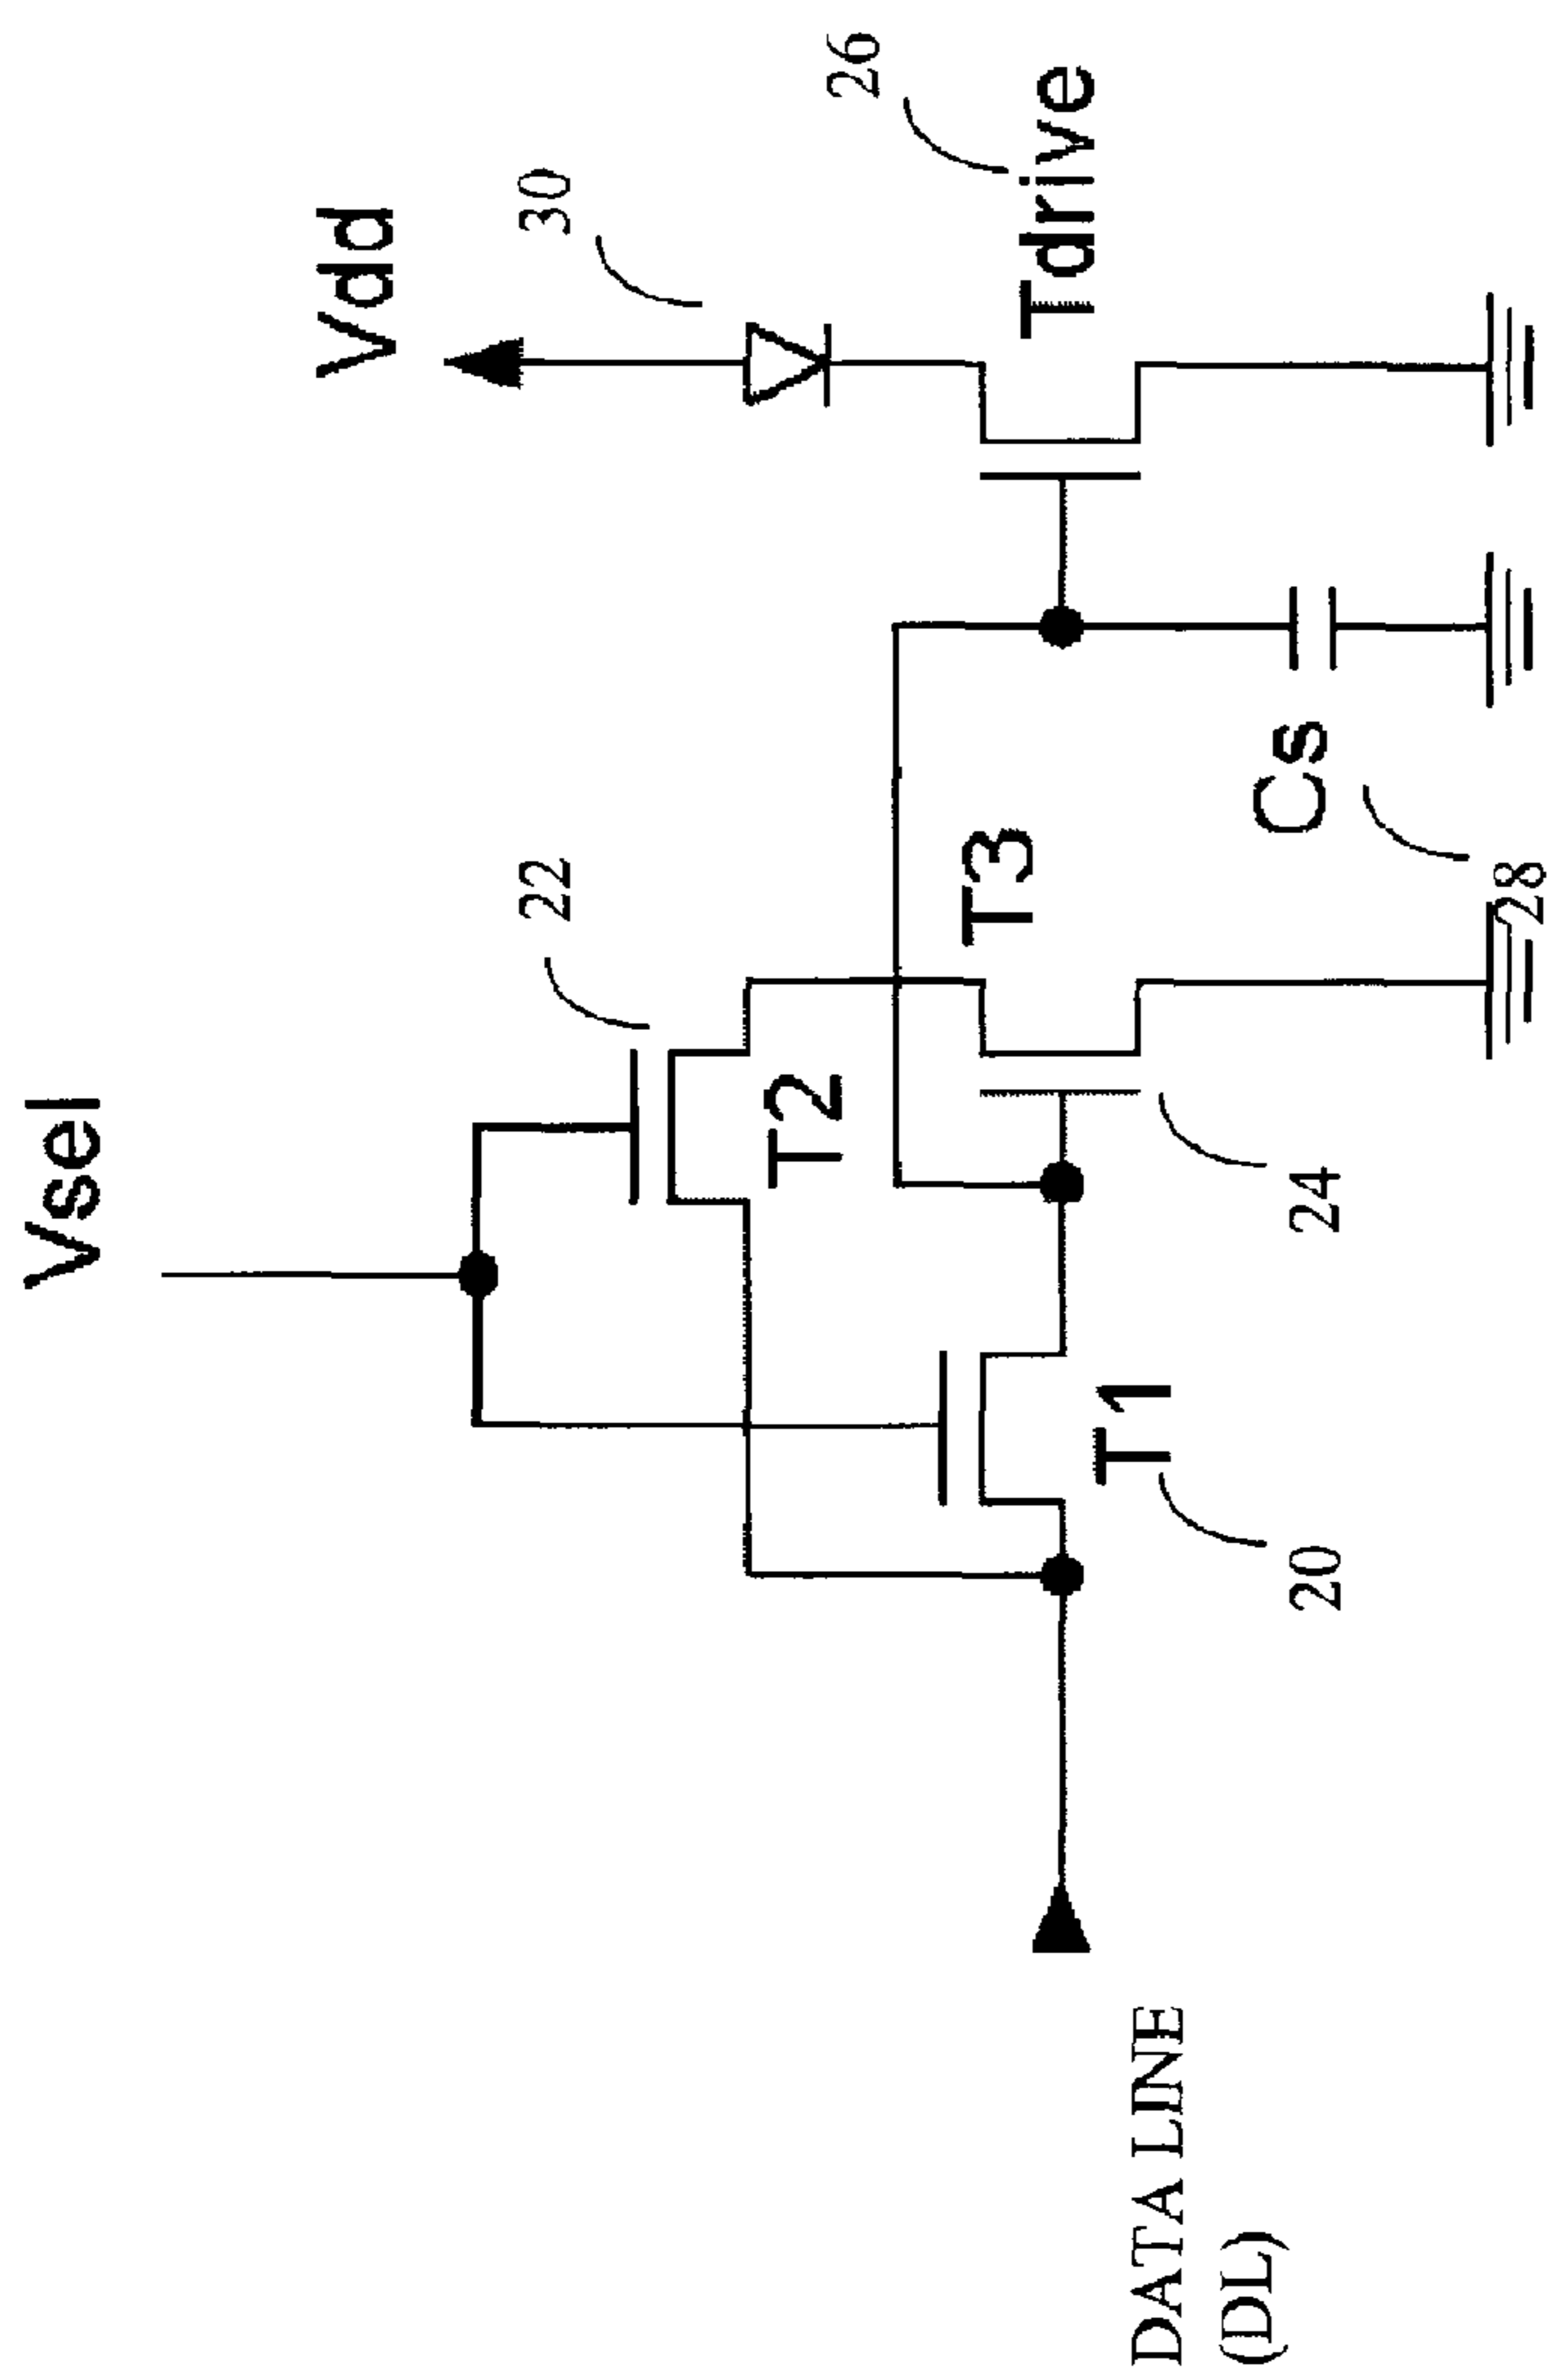 Vsel
Vdd
30
26
Tdrive
22
T2
T3
Cs
28
24
T1
20
DATA LINE
(DL)